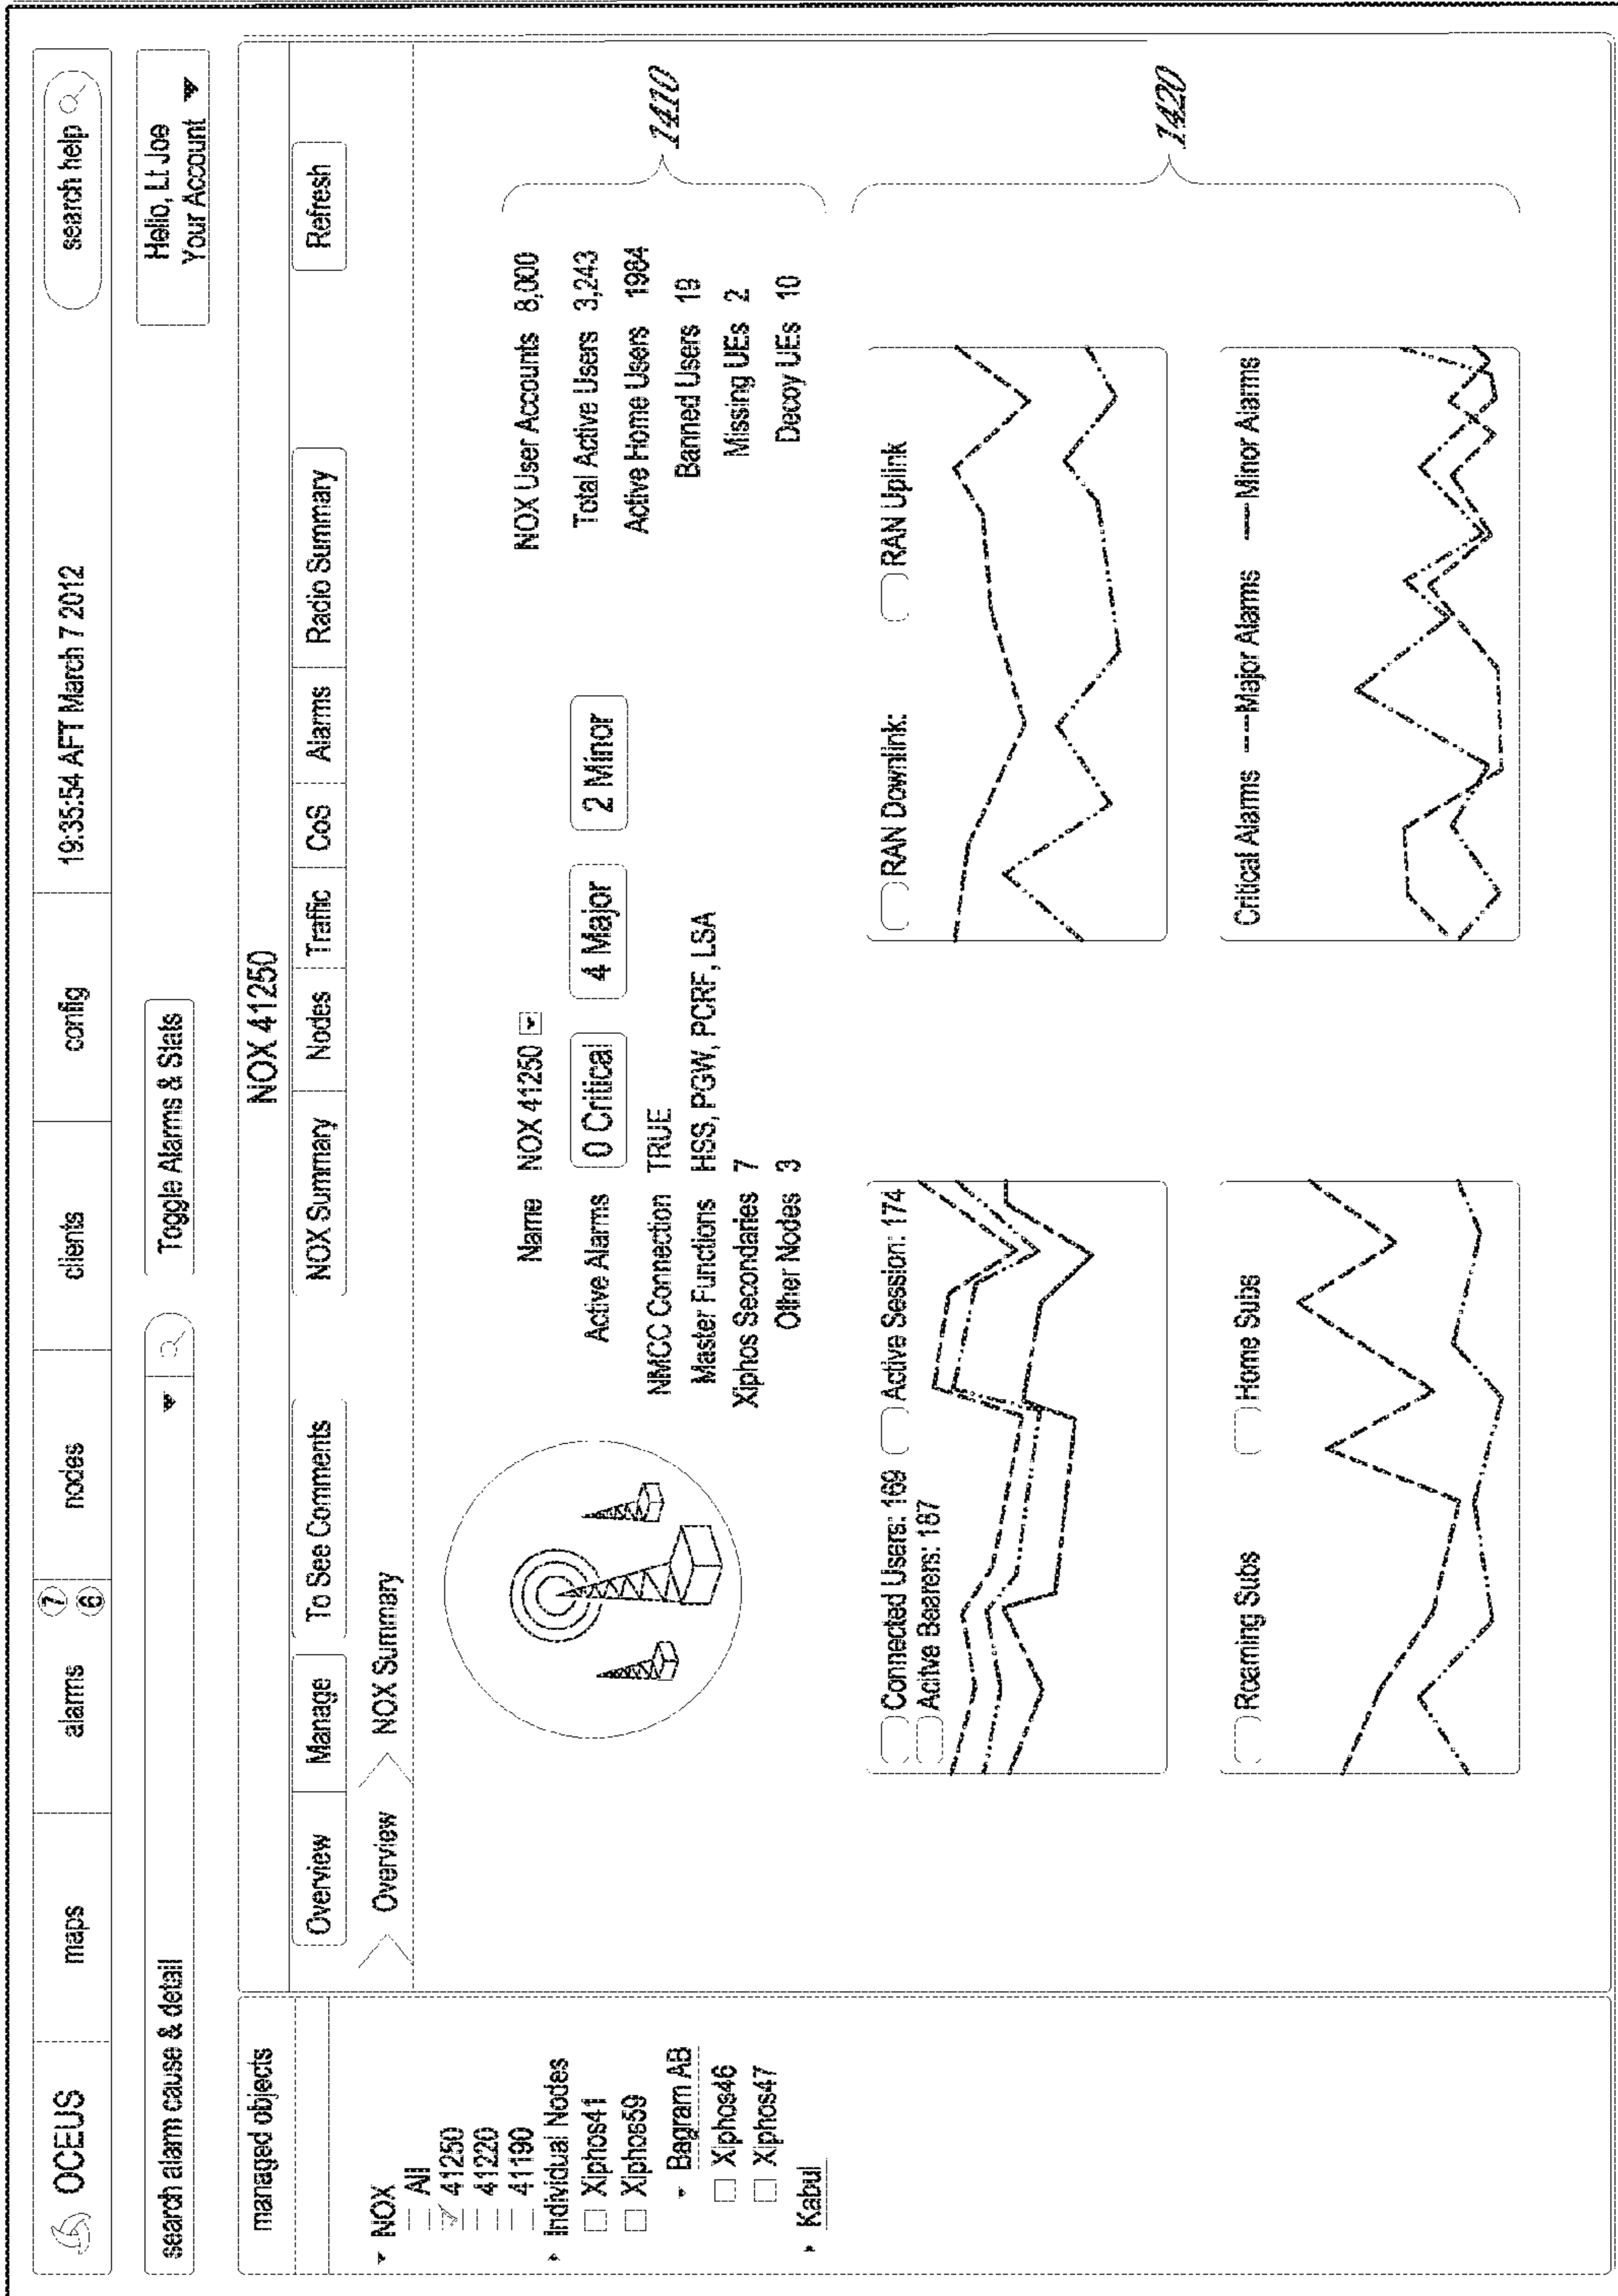 OCEUS
maps
alarms
7
6
nodes
clients
config
19:35:54 AFT March 7 2012
search help
search alarm cause & detail
Toggle Alarms & Stats
Hello, Lt Joe
Your Account
managed objects
NOX
All
41250
41220
41190
Individual Nodes
Xiphos41
Xiphos59
Bagram AB
Xiphos46
Xiphos47
Kabul
NOX 41250
Overview
Manage
To See Comments
NOX Summary
Nodes
Traffic
CoS
Alarms
Radio Summary
Refresh
Overview
NOX Summary
Name NOX 41250
Active Alarms 0 Critical 4 Major 2 Minor
NMCC Connection TRUE
Master Functions HSS, PGW, PCRF, LSA
Xiphos Secondaries 7
Other Nodes 3
NOX User Accounts 8,000
Total Active Users 3,243
Active Home Users 1984
Banned Users 19
Missing UEs 2
Decoy UEs 10
1410
Connected Users: 169 Active Session: 174
Acitve Bearers: 187
RAN Downlink: RAN Uplink
Roaming Subs Home Subs
Critical Alarms Major Alarms Minor Alarms
1420